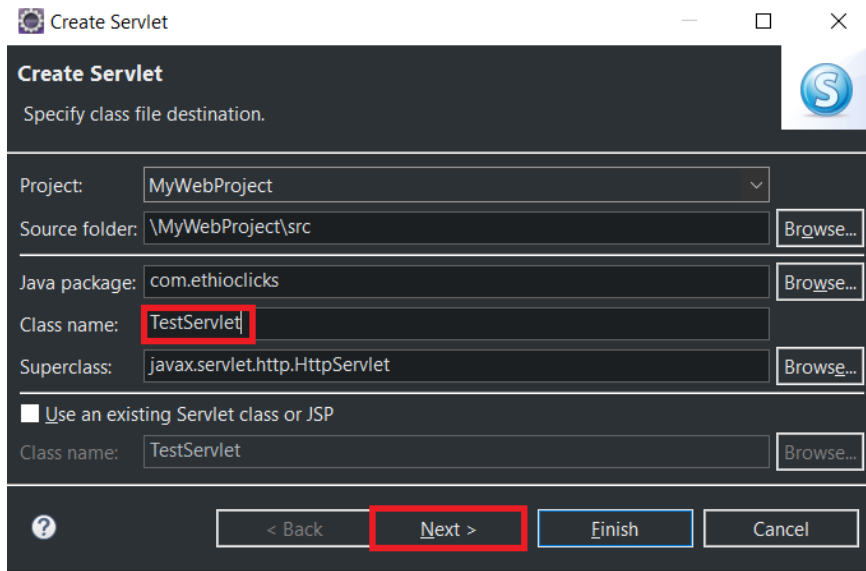 Create Servlet
Create Servlet
Specify class file destination.
S
Project: MyWebProject
Source folder: \MyWebProject\src Browse...
Java package: com.ethioclicks Browse...
Class name: TestServlet
Superclass: javax.servlet.http.HttpServlet Browse...
Use an existing Servlet class or JSP
Class name: TestServlet Browse...
? < Back Next > Finish Cancel